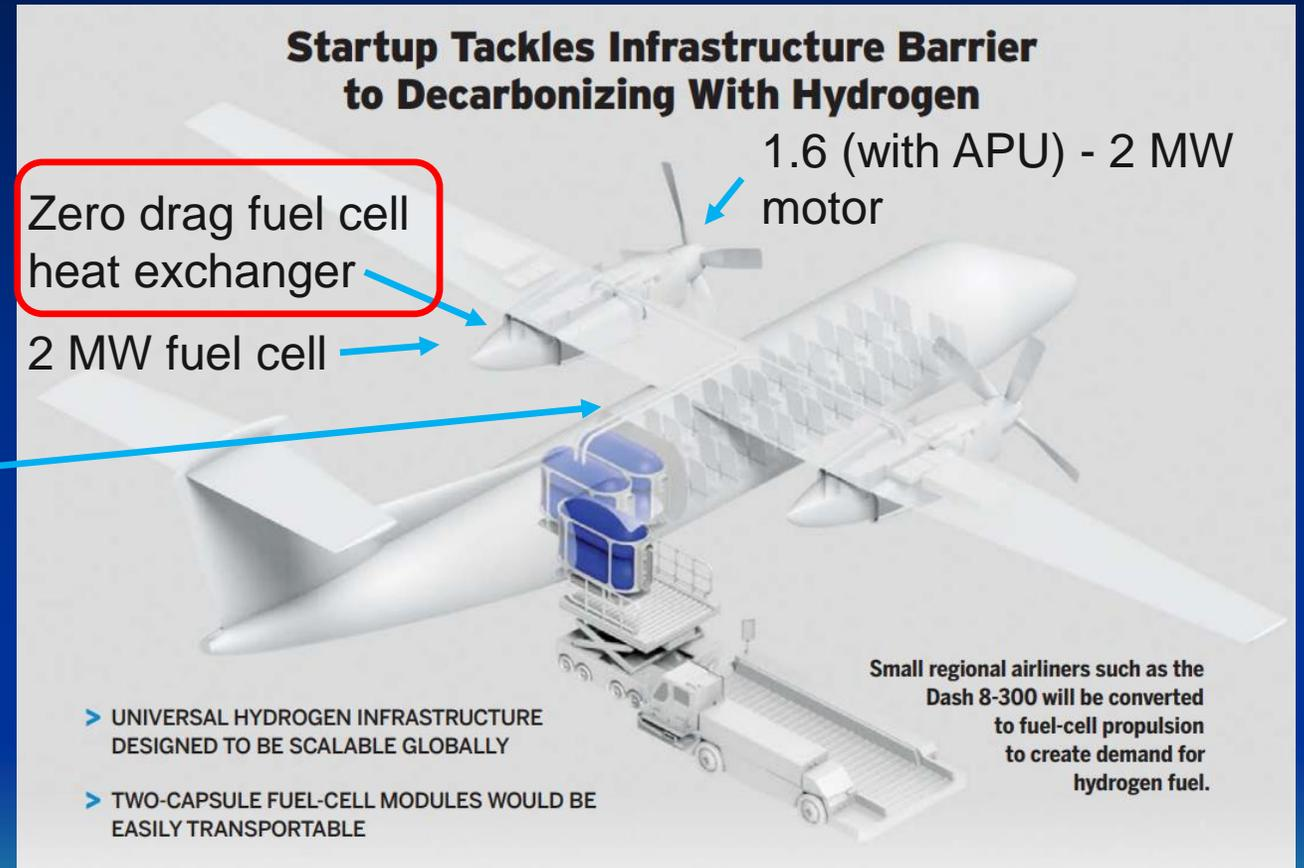 Startup Tackles Infrastructure Barrier
to Decarbonizing With Hydrogen
1.6 (with APU) - 2 MW
motor
Zero drag fuel cell
heat exchanger
2 MW fuel cell
Small regional airliners such as the
Dash 8-300 will be converted
to fuel-cell propulsion
to create demand for
hydrogen fuel.
> UNIVERSAL HYDROGEN INFRASTRUCTURE
DESIGNED TO BE SCALABLE GLOBALLY
> TWO-CAPSULE FUEL-CELL MODULES WOULD BE
EASILY TRANSPORTABLE